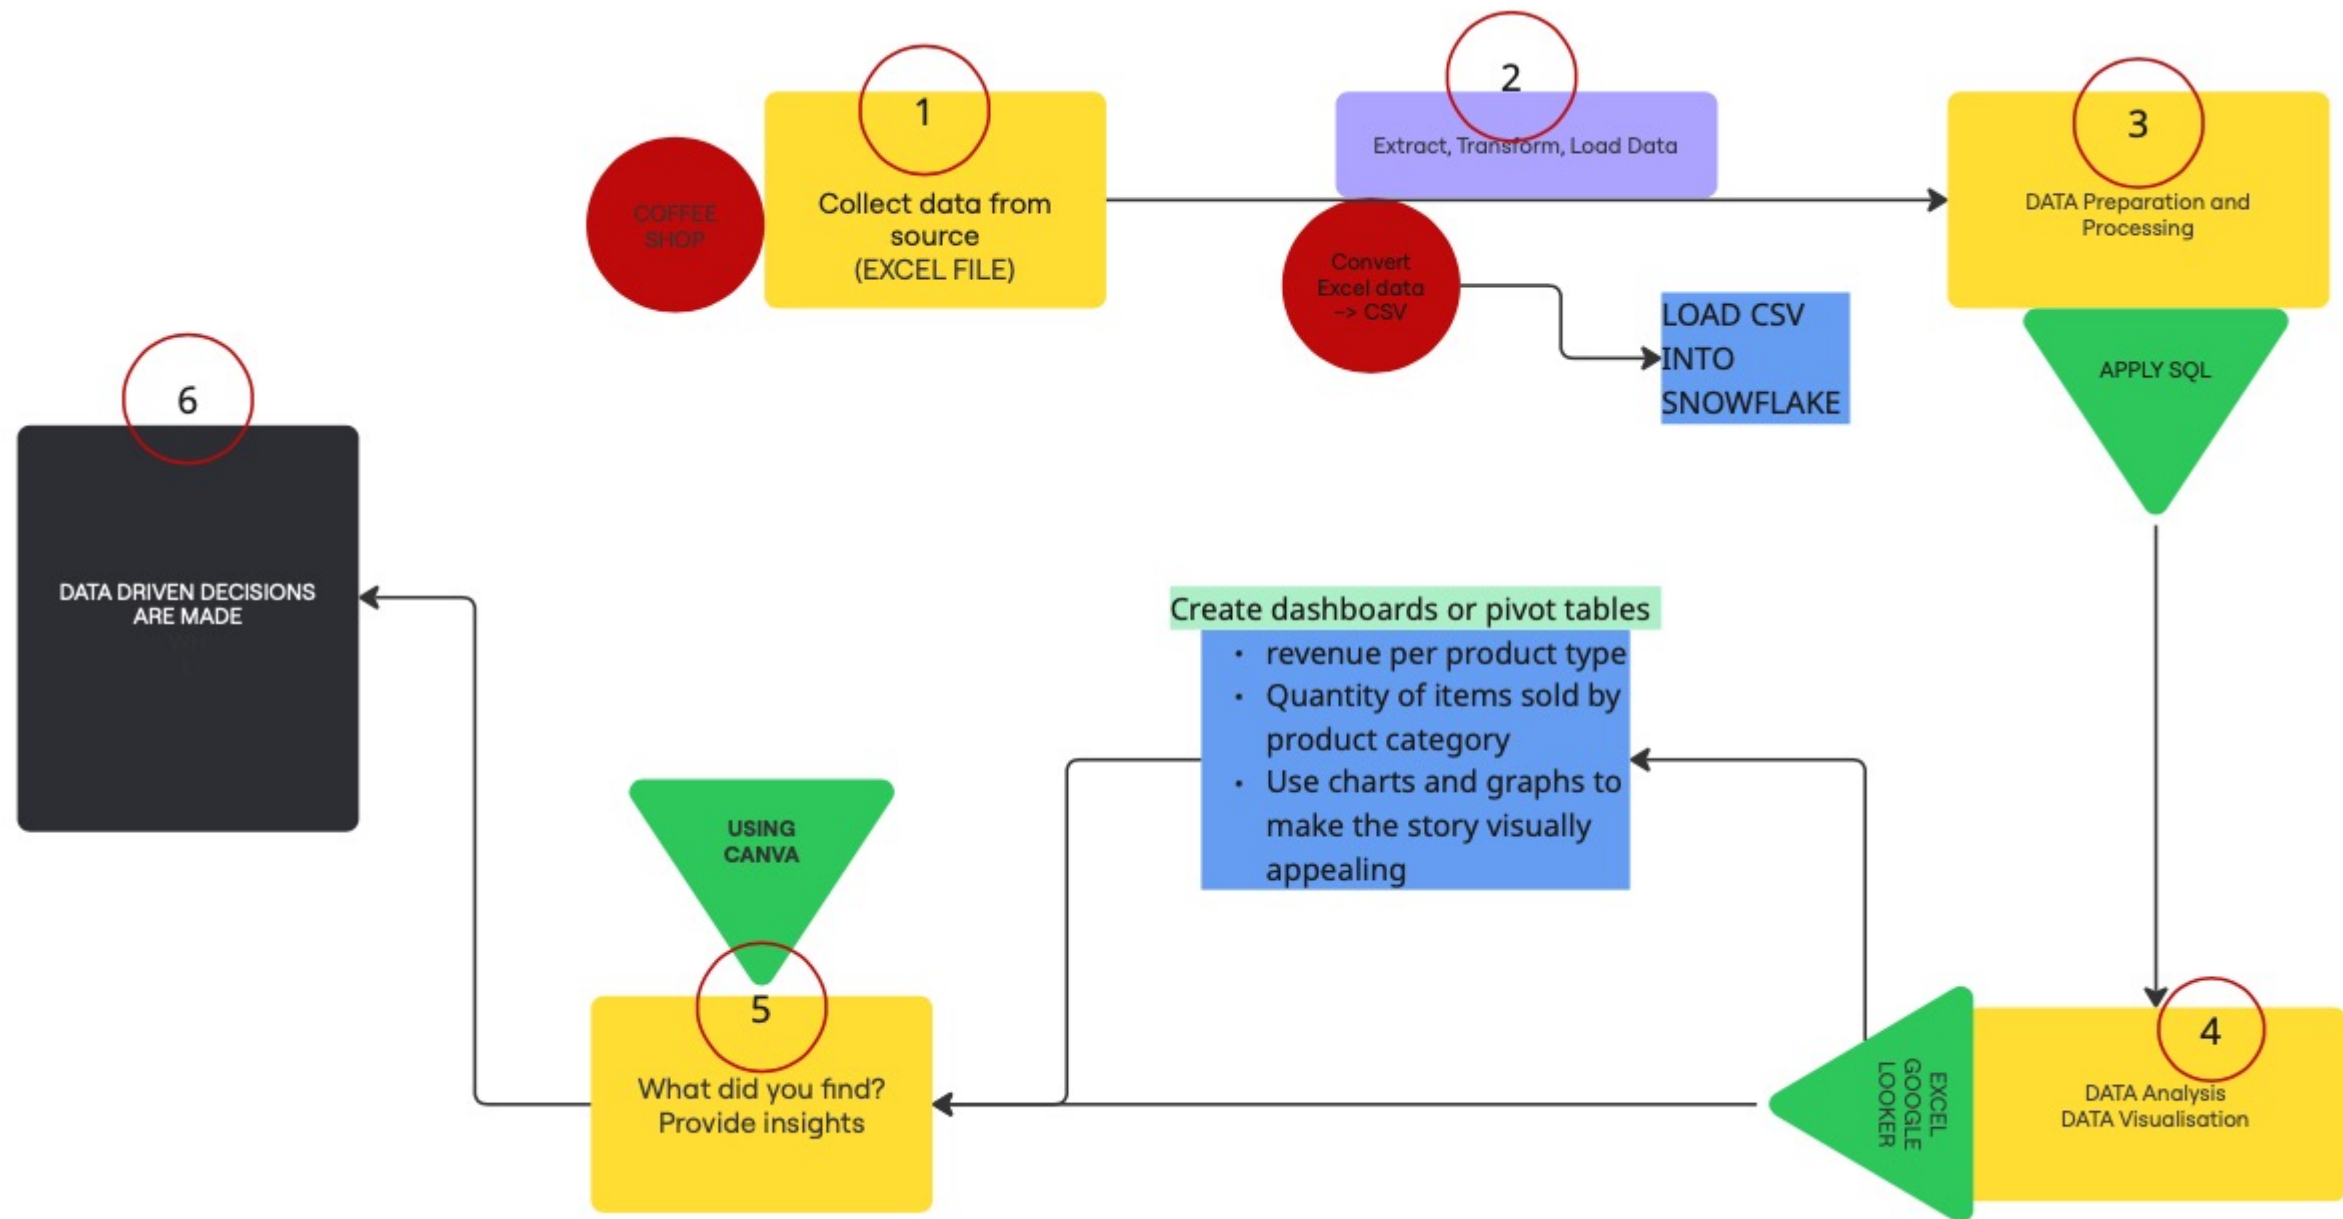 1
COFFEE
SHOP
Collect data from
source
(EXCEL FILE)
2
Extract, Transform, Load Data
Convert
Excel data
-> CSV
LOAD CSV
INTO
SNOWFLAKE
3
DATA Preparation and
Processing
APPLY SQL
4
DATA Analysis
DATA Visualisation
EXCEL
GOOGLE
LOOKER
Create dashboards or pivot tables
• revenue per product type
• Quantity of items sold by
product category
• Use charts and graphs to
make the story visually
appealing
USING
CANVA
5
What did you find?
Provide insights
6
DATA DRIVEN DECISIONS
ARE MADE